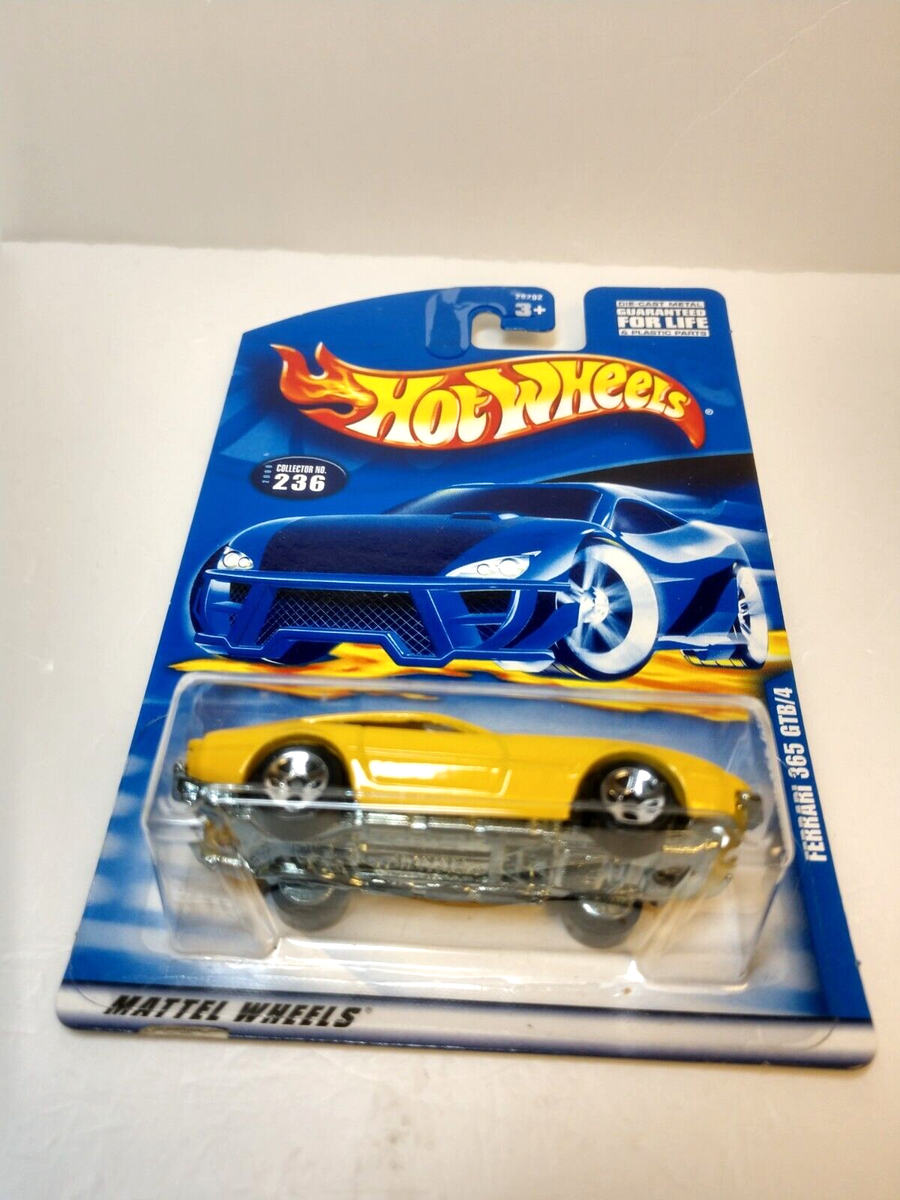 3+
DIE-CAST METAL
GUARANTEED
FOR LIFE
& PLASTIC PARTS
HOT WHEELS®
COLLECTOR NO.
236
FERRARI 365 GTB/4
MATTEL WHEELS®